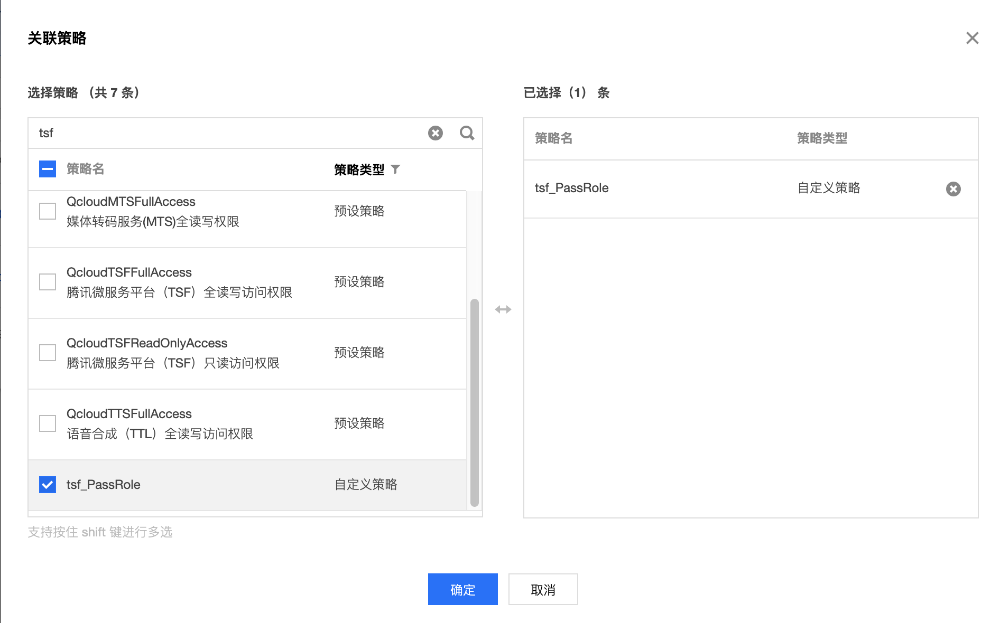 关联策略
选择策略 （共 7 条）
tsf
策略名 策略类型
QcloudMTSFullAccess
媒体转码服务(MTS)全读写权限
预设策略
QcloudTSFFullAccess
腾讯微服务平台（TSF）全读写访问权限
预设策略
QcloudTSFReadOnlyAccess
腾讯微服务平台（TSF）只读访问权限
预设策略
QcloudTTSFullAccess
语音合成（TTL）全读写访问权限
预设策略
tsf_PassRole 自定义策略
支持按住 shift 键进行多选
已选择（1） 条
策略名 策略类型
tsf_PassRole 自定义策略
确定 取消